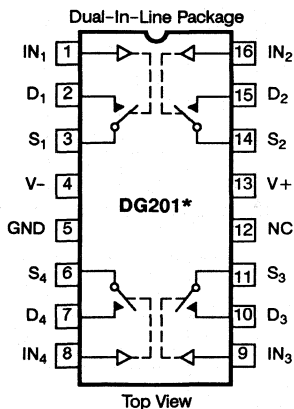 Dual-In-Line Package
IN1 1 16 IN2
D1 2 15 D2
S1 3 14 S2
V- 4 13 V+
DG201*
GND 5 12 NC
S4 6 11 S3
D4 7 10 D3
IN4 8 9 IN3
Top View